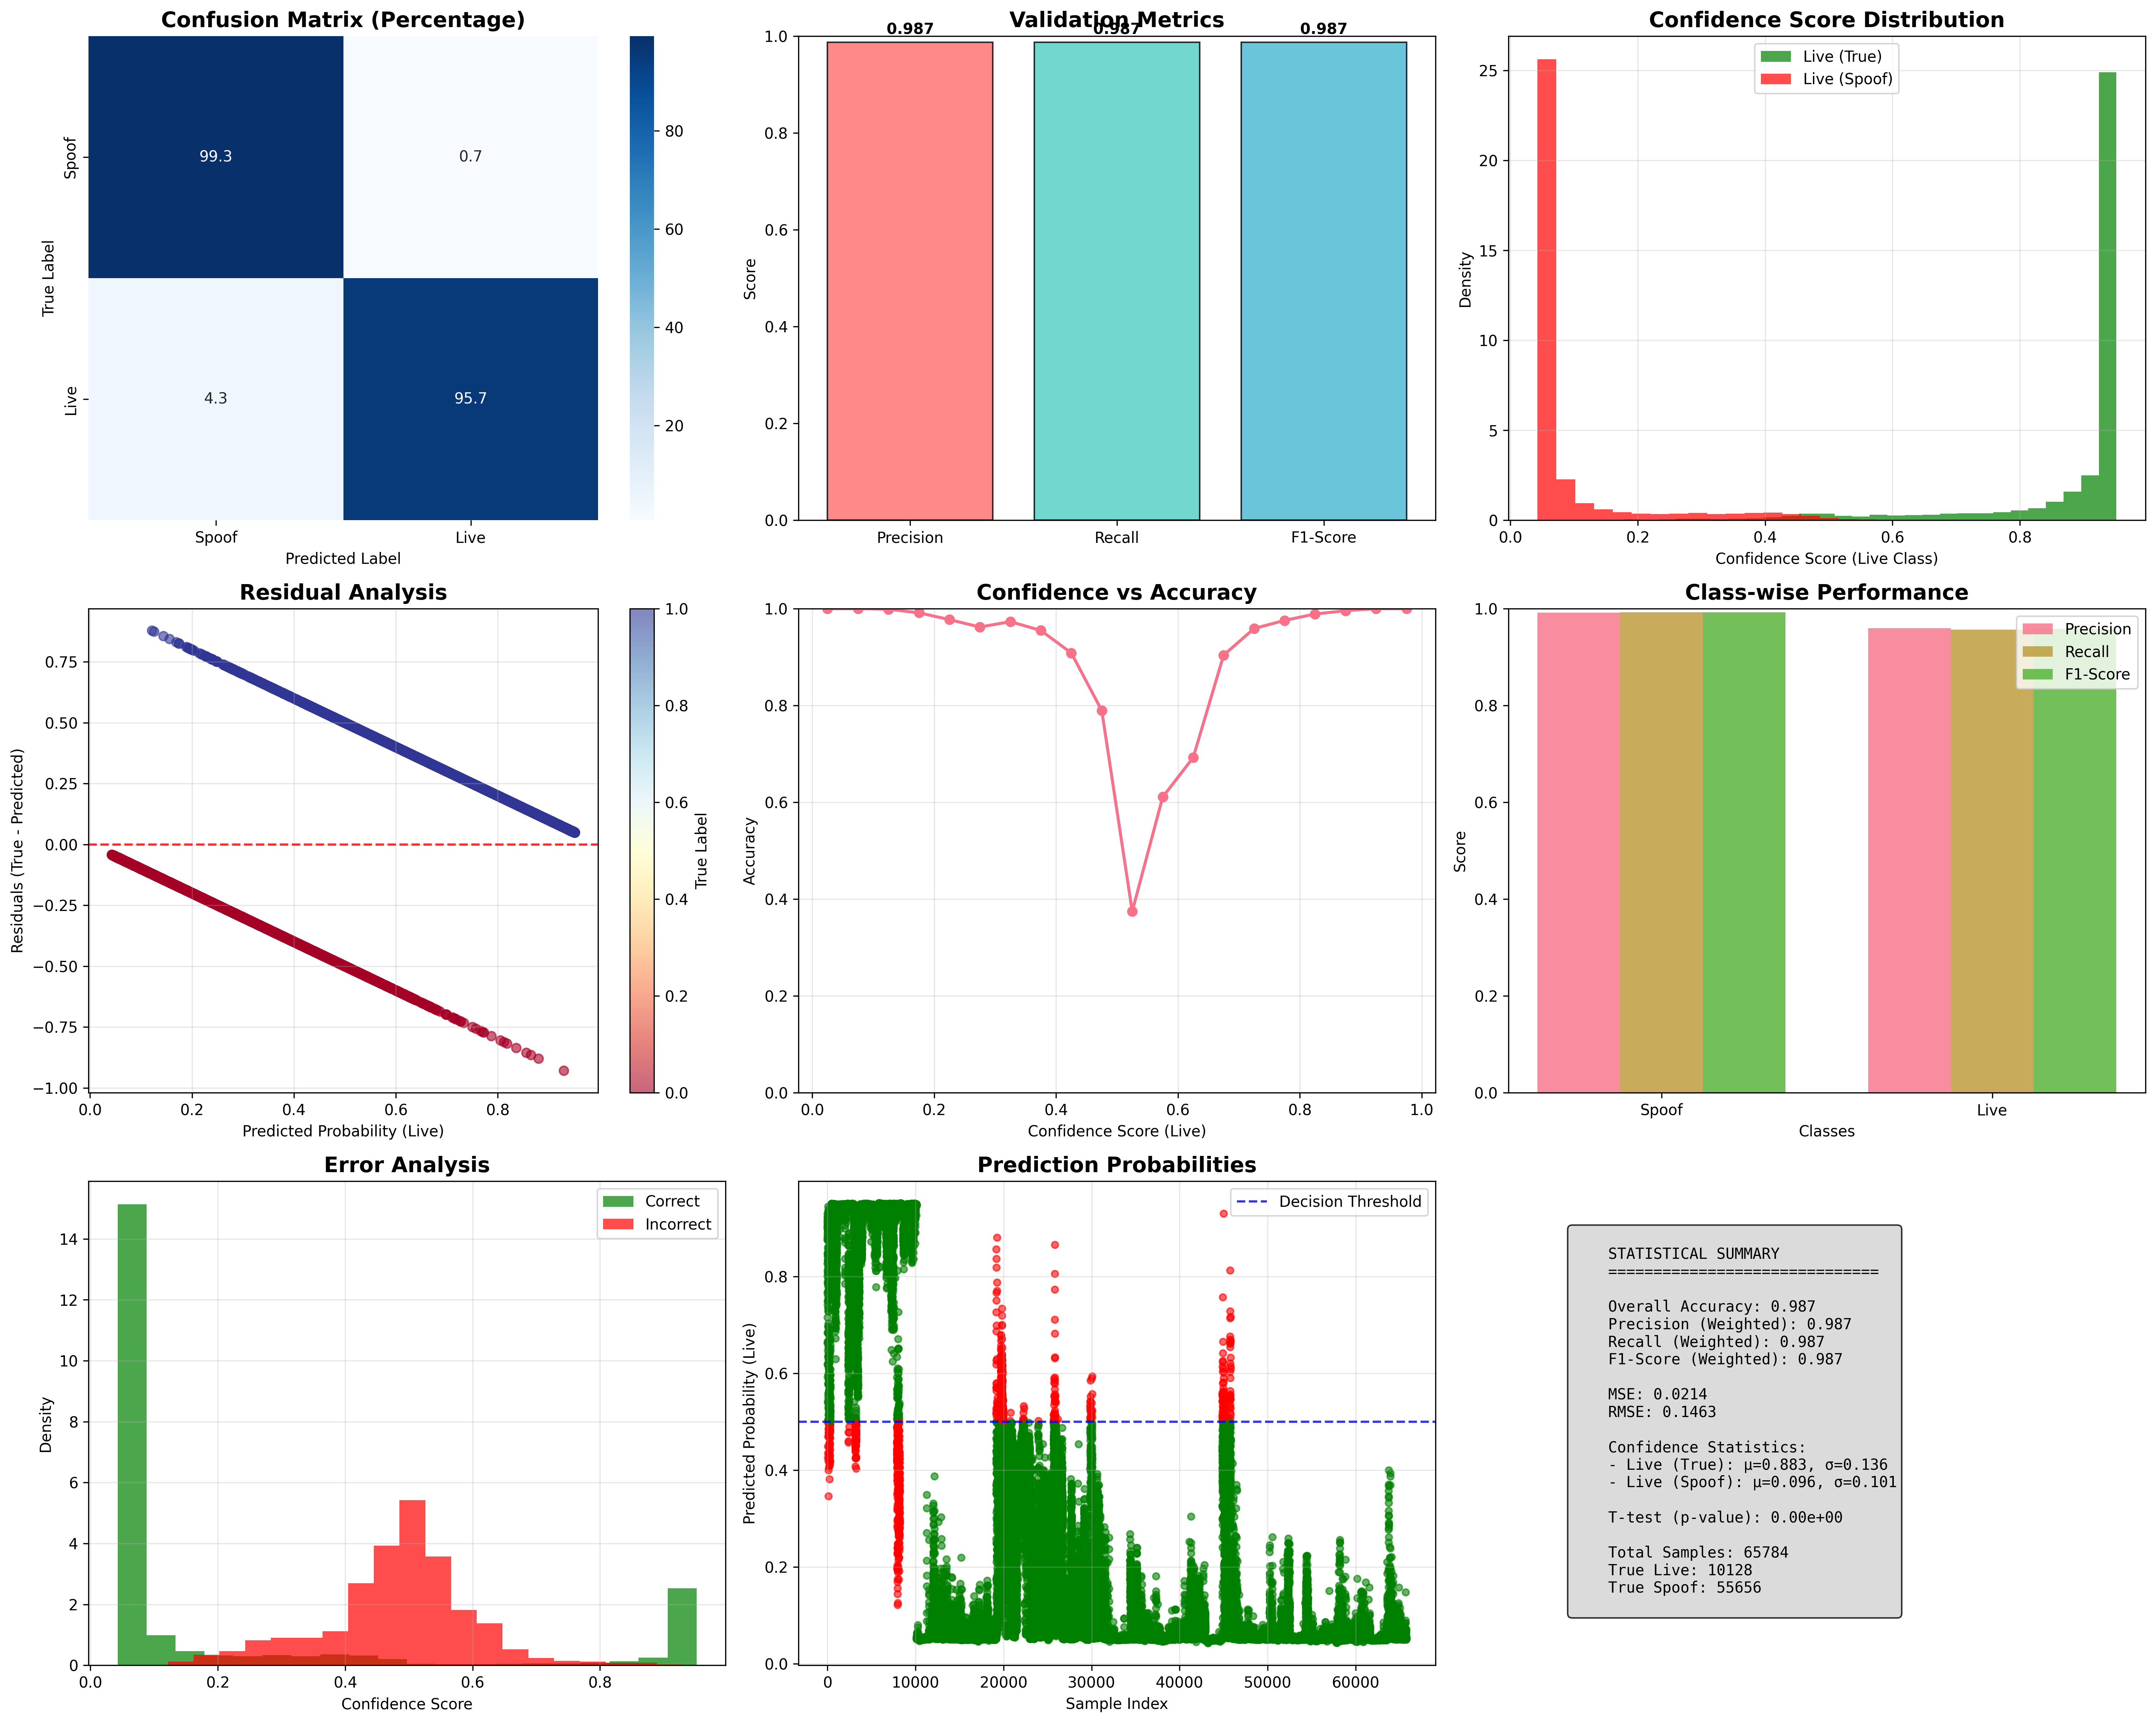 Confusion Matrix (Percentage)
99.3
0.7
4.3
95.7
Spoof
Live
True Label
Spoof
Live
Predicted Label
80
60
40
20
Validation Metrics
0.987
0.987
0.987
1.0
0.8
0.6
0.4
0.2
0.0
Score
Precision
Recall
F1-Score
Confidence Score Distribution
Live (True)
Live (Spoof)
25
20
15
10
5
0
Density
0.0
0.2
0.4
0.6
0.8
Confidence Score (Live Class)
Residual Analysis
0.75
0.50
0.25
0.00
−0.25
−0.50
−0.75
−1.00
Residuals (True - Predicted)
0.0
0.2
0.4
0.6
0.8
Predicted Probability (Live)
1.0
0.8
0.6
0.4
0.2
0.0
True Label
Confidence vs Accuracy
1.0
0.8
0.6
0.4
0.2
0.0
Accuracy
0.0
0.2
0.4
0.6
0.8
1.0
Confidence Score (Live)
Class-wise Performance
Precision
Recall
F1-Score
1.0
0.8
0.6
0.4
0.2
0.0
Score
Spoof
Live
Classes
Error Analysis
Correct
Incorrect
14
12
10
8
6
4
2
0
Density
0.0
0.2
0.4
0.6
0.8
Confidence Score
Prediction Probabilities
Decision Threshold
0.8
0.6
0.4
0.2
0.0
Predicted Probability (Live)
0
10000
20000
30000
40000
50000
60000
Sample Index
STATISTICAL SUMMARY
==============================
Overall Accuracy: 0.987
Precision (Weighted): 0.987
Recall (Weighted): 0.987
F1-Score (Weighted): 0.987
MSE: 0.0214
RMSE: 0.1463
Confidence Statistics:
- Live (True): μ=0.883, σ=0.136
- Live (Spoof): μ=0.096, σ=0.101
T-test (p-value): 0.00e+00
Total Samples: 65784
True Live: 10128
True Spoof: 55656